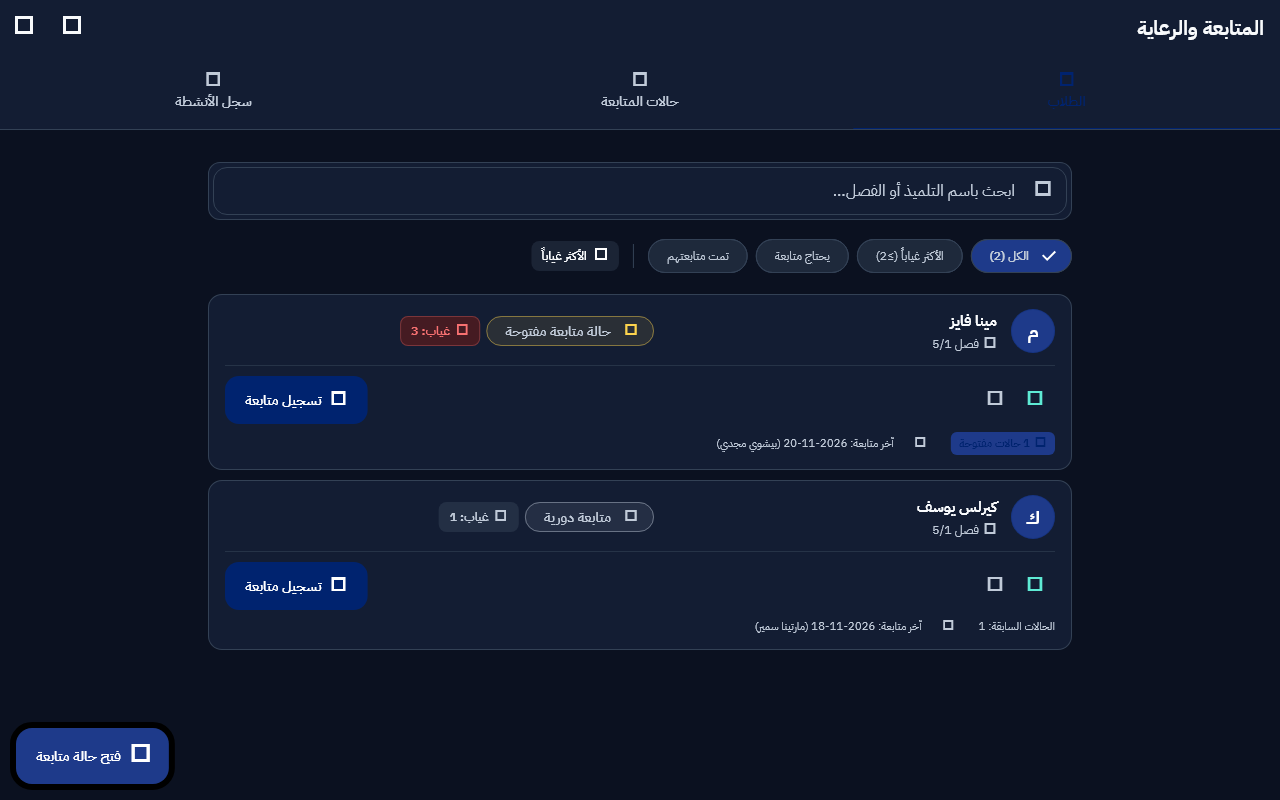 المتابعة والرعاية
حالات المتابعة
سجل الأنشطة
ابحث باسم التلميذ أو الفصل...
الكل (2)
الأكثر غياباً (≥2)
يحتاج متابعة
تمت متابعتهم
الأكثر غياباً
م
مينا فايز
فصل 5/1
حالة متابعة مفتوحة
غياب: 3
تسجيل متابعة
1 حالات مفتوحة
آخر متابعة: 2026-11-20 (بيشوي مجدي)
ك
كيرلس يوسف
فصل 5/1
متابعة دورية
غياب: 1
تسجيل متابعة
الحالات السابقة: 1
آخر متابعة: 2026-11-18 (مارتينا سمير)
فتح حالة متابعة